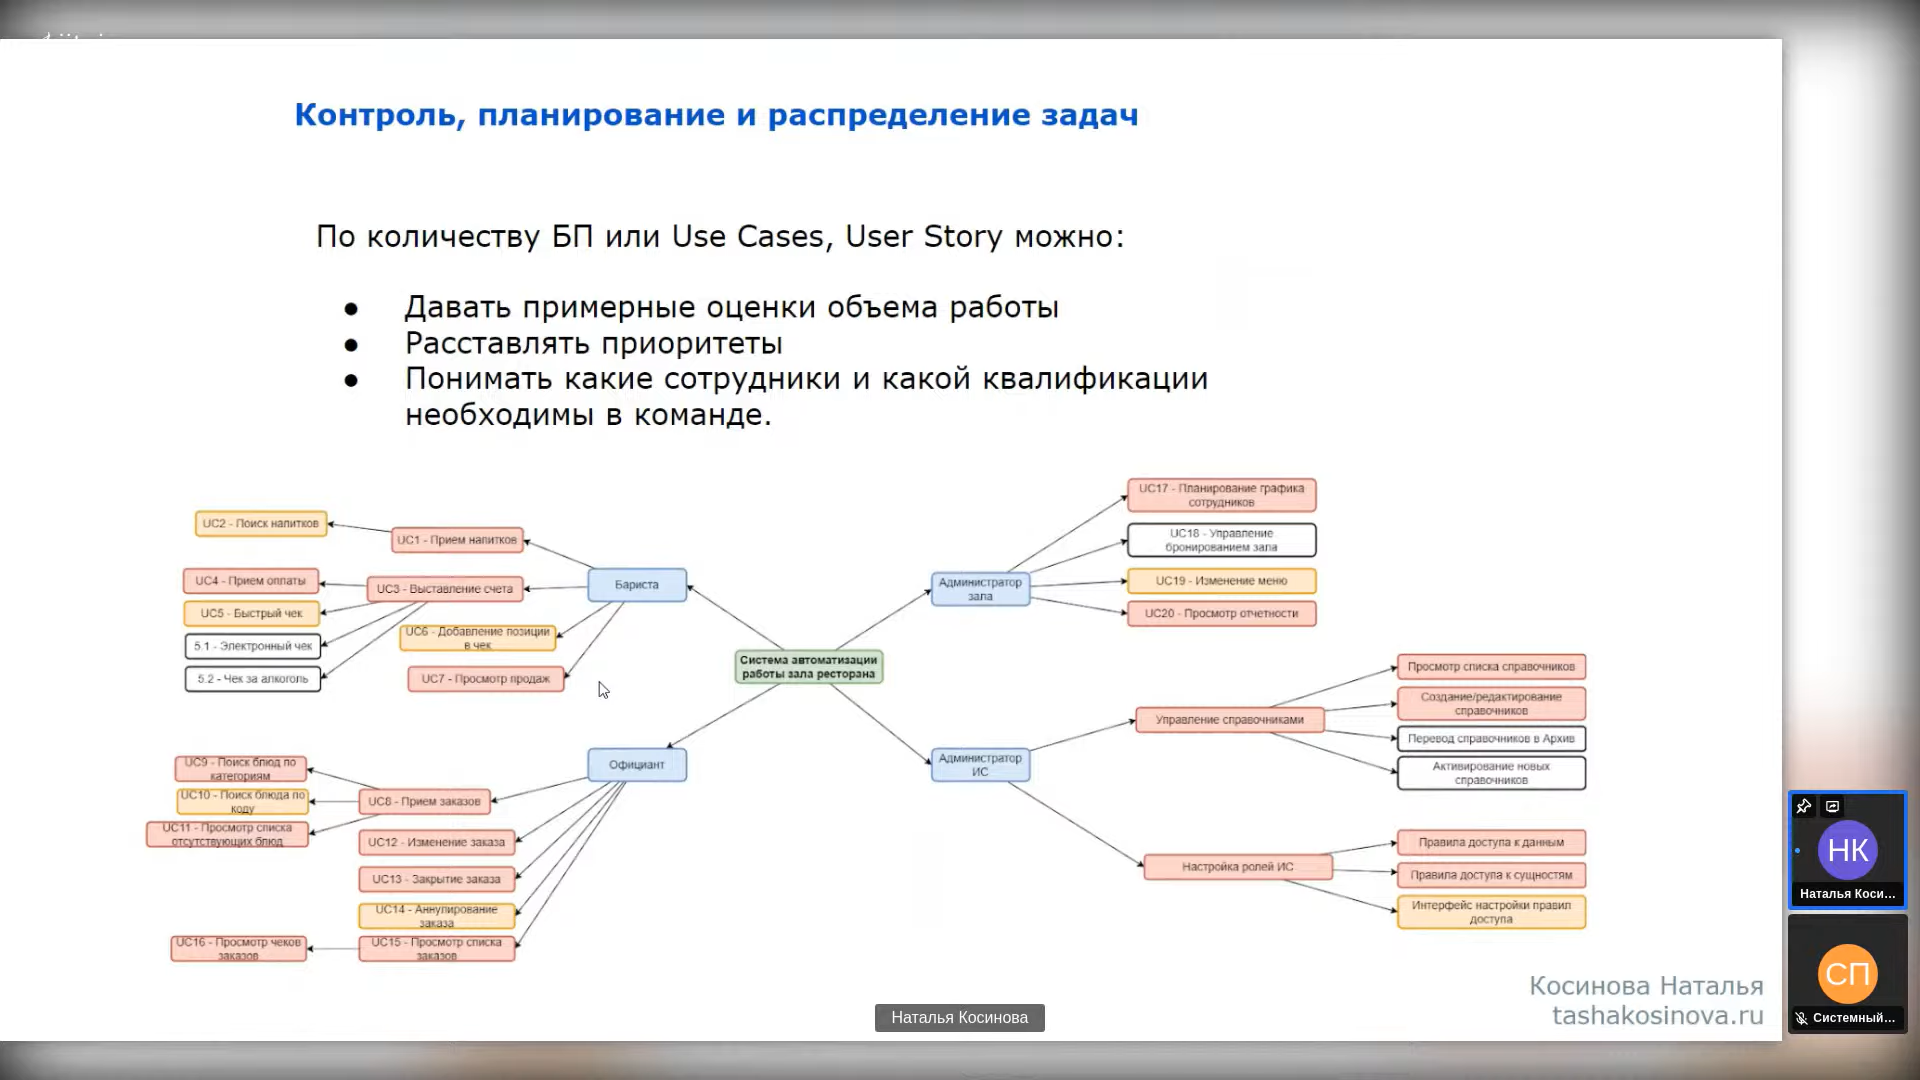 Контроль, планирование и распределение задач
По количеству БП или Use Cases, User Story можно:
● Давать примерные оценки объема работы
● Расставлять приоритеты
● Понимать какие сотрудники и какой квалификации
необходимы в команде.
UC2 - Поиск напитков
UC1 - Прием напитков
UC4 - Прием оплаты
UC3 - Выставление счета
UC5 - Быстрый чек
5.1 - Электронный чек
5.2 - Чек за алкоголь
UC6 - Добавление позиции
в чек
UC7 - Просмотр продаж
Бариста
Система автоматизации
работы зала ресторана
Официант
UC9 - Поиск блюд по
категориям
UC10 - Поиск блюда по
коду
UC11 - Просмотр списка
отсутствующих блюд
UC8 - Прием заказов
UC12 - Изменение заказа
UC13 - Закрытие заказа
UC14 - Аннулирование
заказа
UC15 - Просмотр списка
заказов
UC16 - Просмотр чеков
заказов
Администратор
зала
UC17 - Планирование графика
сотрудников
UC18 - Управление
бронированием зала
UC19 - Изменение меню
UC20 - Просмотр отчетности
Администратор
ИС
Управление справочниками
Просмотр списка справочников
Создание/редактирование
справочников
Перевод справочников в Архив
Активирование новых
справочников
Настройка ролей ИС
Правила доступа к данным
Правила доступа к сущностям
Интерфейс настройки правил
доступа
Косинова Наталья
tashakosinova.ru
Наталья Косинова
НК
Наталья Коси...
СП
Системный...